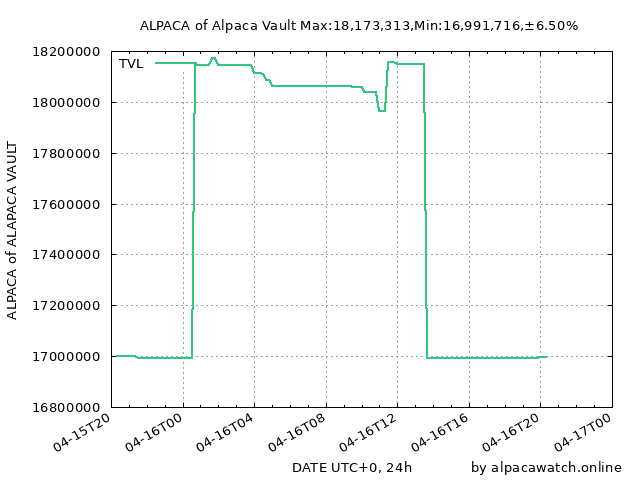 ALPACA of Alpaca Vault Max:18,173,313,Min:16,991,716,±6.50%
18200000
TVL
18000000
17800000
17600000
17400000
17200000
17000000
16800000
ALPACA of ALAPACA VAULT
04-15T20
04-16T00
04-16T04
04-16T08
04-16T12
04-16T16
04-16T20
04-17T00
DATE UTC+0, 24h
by alpacawatch.online